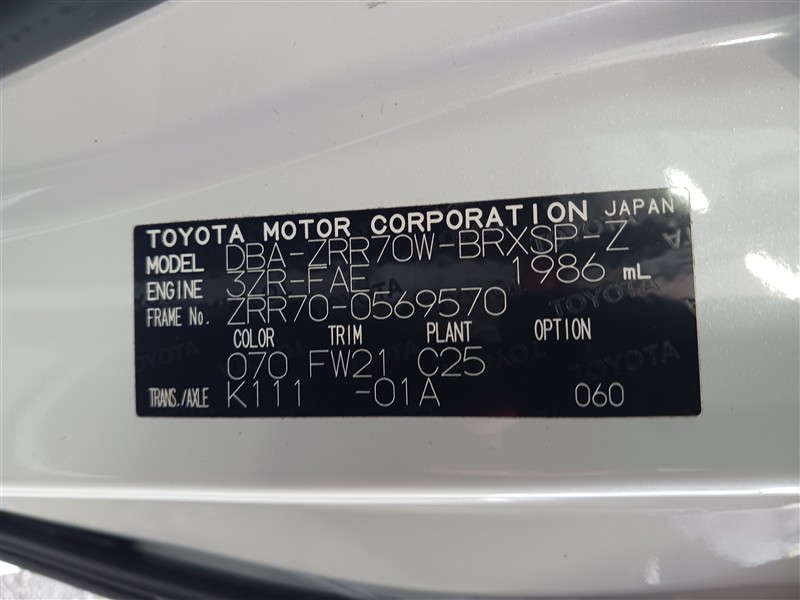 TOYOTA MOTOR CORPORATION JAPAN
MODEL DBA-ZRR70W-BRXSP-Z
ENGINE 3ZR-FAE 1986 mL
FRAME No. ZRR70-0569570
COLOR TRIM PLANT OPTION
070 FW21 C25
TRANS./AXLE K111 -01A 060